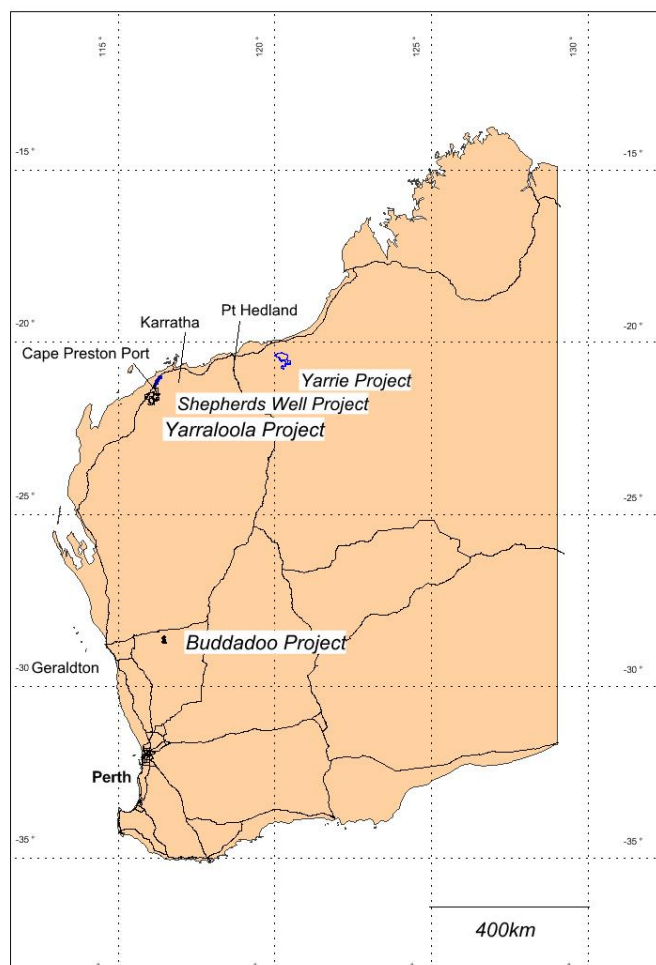 115 °
120 °
125 °
130 °
-15 °
-15 °
-20 °
-20 °
Pt Hedland
Karratha
Cape Preston Port
Yarrie Project
Shepherds Well Project
Yarraloola Project
-25 °
-25 °
Buddadoo Project
Geraldton
-30 °
-30 °
Perth
-35 °
-35 °
400km